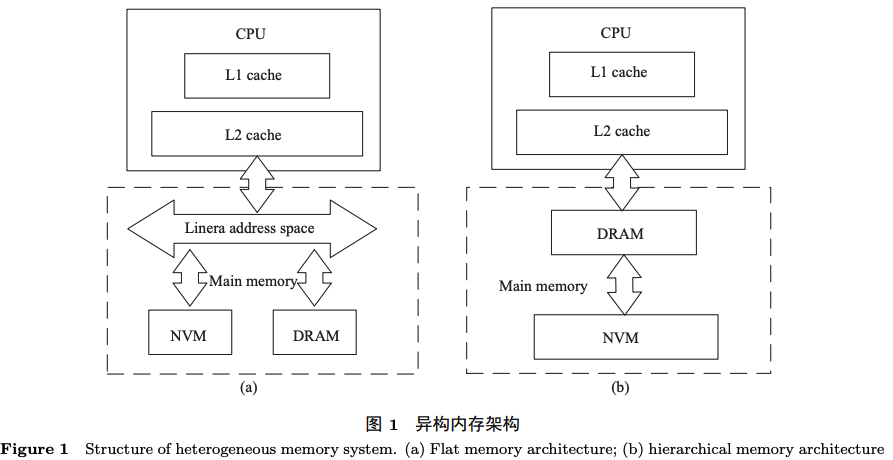 CPU
L1 cache
L2 cache
Linera address space
Main memory
NVM
DRAM
(a)
CPU
L1 cache
L2 cache
DRAM
Main memory
NVM
(b)
图 1 异构内存架构
Figure 1 Structure of heterogeneous memory system. (a) Flat memory architecture; (b) hierarchical memory architecture